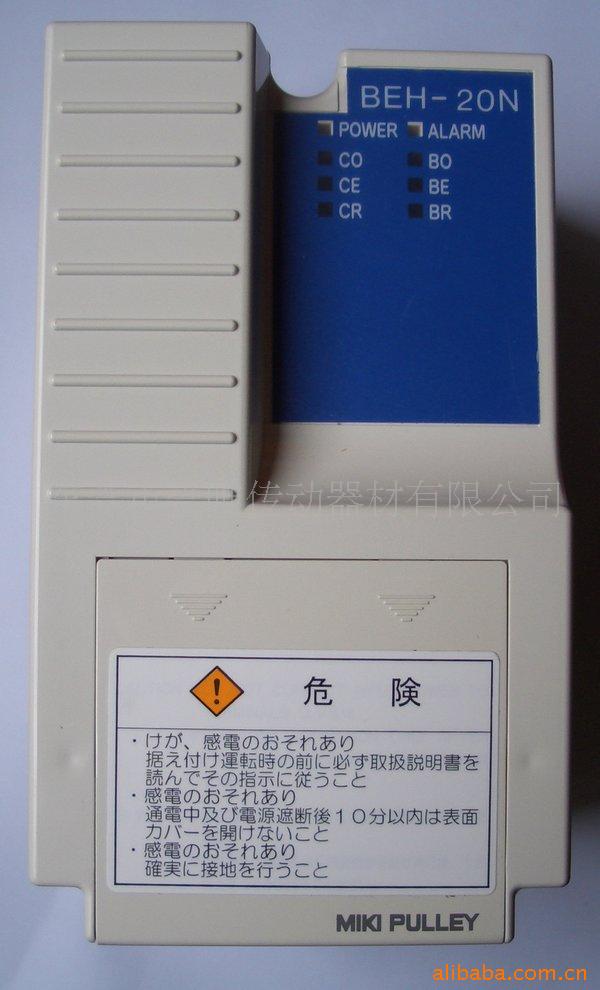 BEH-20N
POWER ALARM
CO BO
CE BE
CR BR
传动器材有限公司
危険
・けが、感電のおそれあり
据え付け運転時の前に必ず取扱説明書を
読んでその指示に従うこと
・感電のおそれあり
通電中及び電源遮断後10分以内は表面
カバーを開けないこと
・感電のおそれあり
確実に接地を行うこと
MIKI PULLEY
alibaba.com.cn